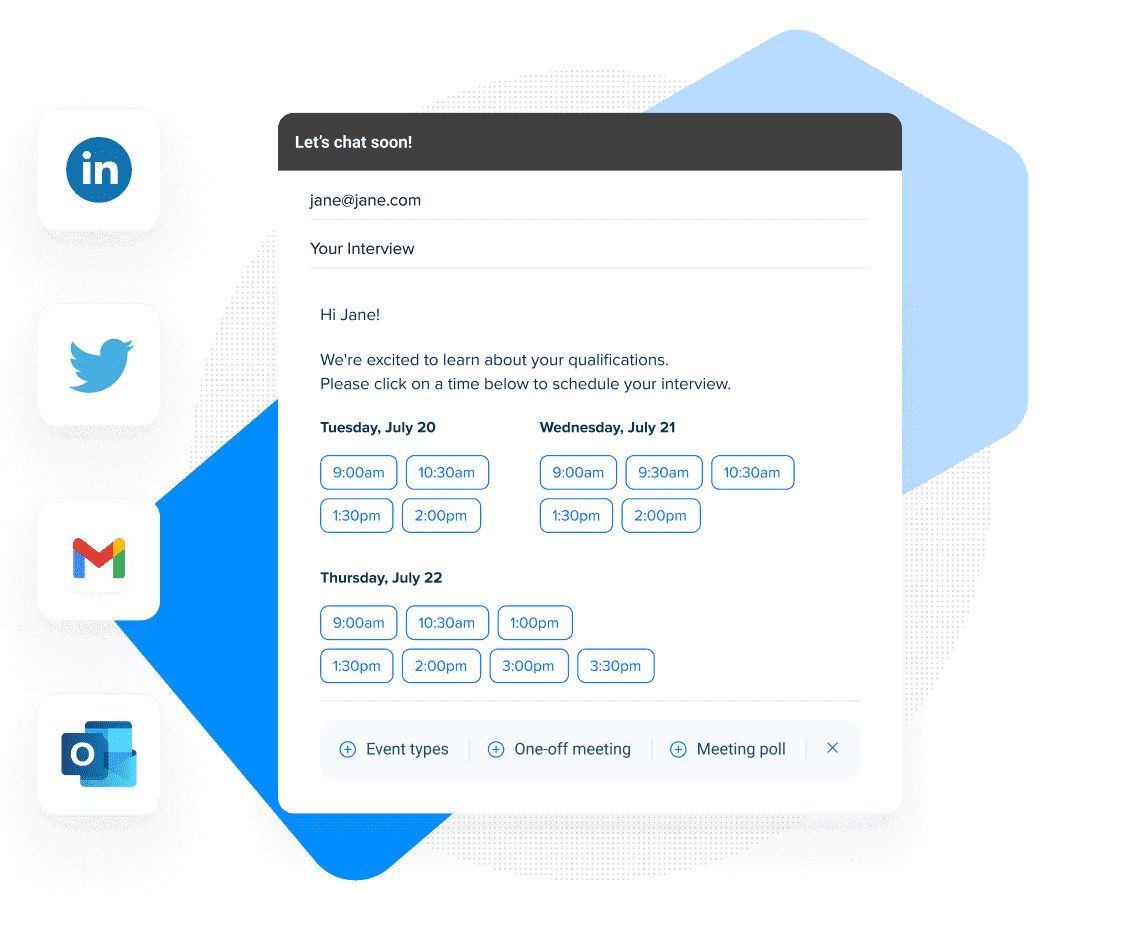 in
Let's chat soon!
jane@jane.com
Your Interview
Hi Jane!
We're excited to learn about your qualifications.
Please click on a time below to schedule your interview.
Tuesday, July 20
9:00am 10:30am
1:30pm 2:00pm
Wednesday, July 21
9:00am 9:30am 10:30am
1:30pm 2:00pm
Thursday, July 22
9:00am 10:30am 1:00pm
1:30pm 2:00pm 3:00pm 3:30pm
Event types One-off meeting Meeting poll
O